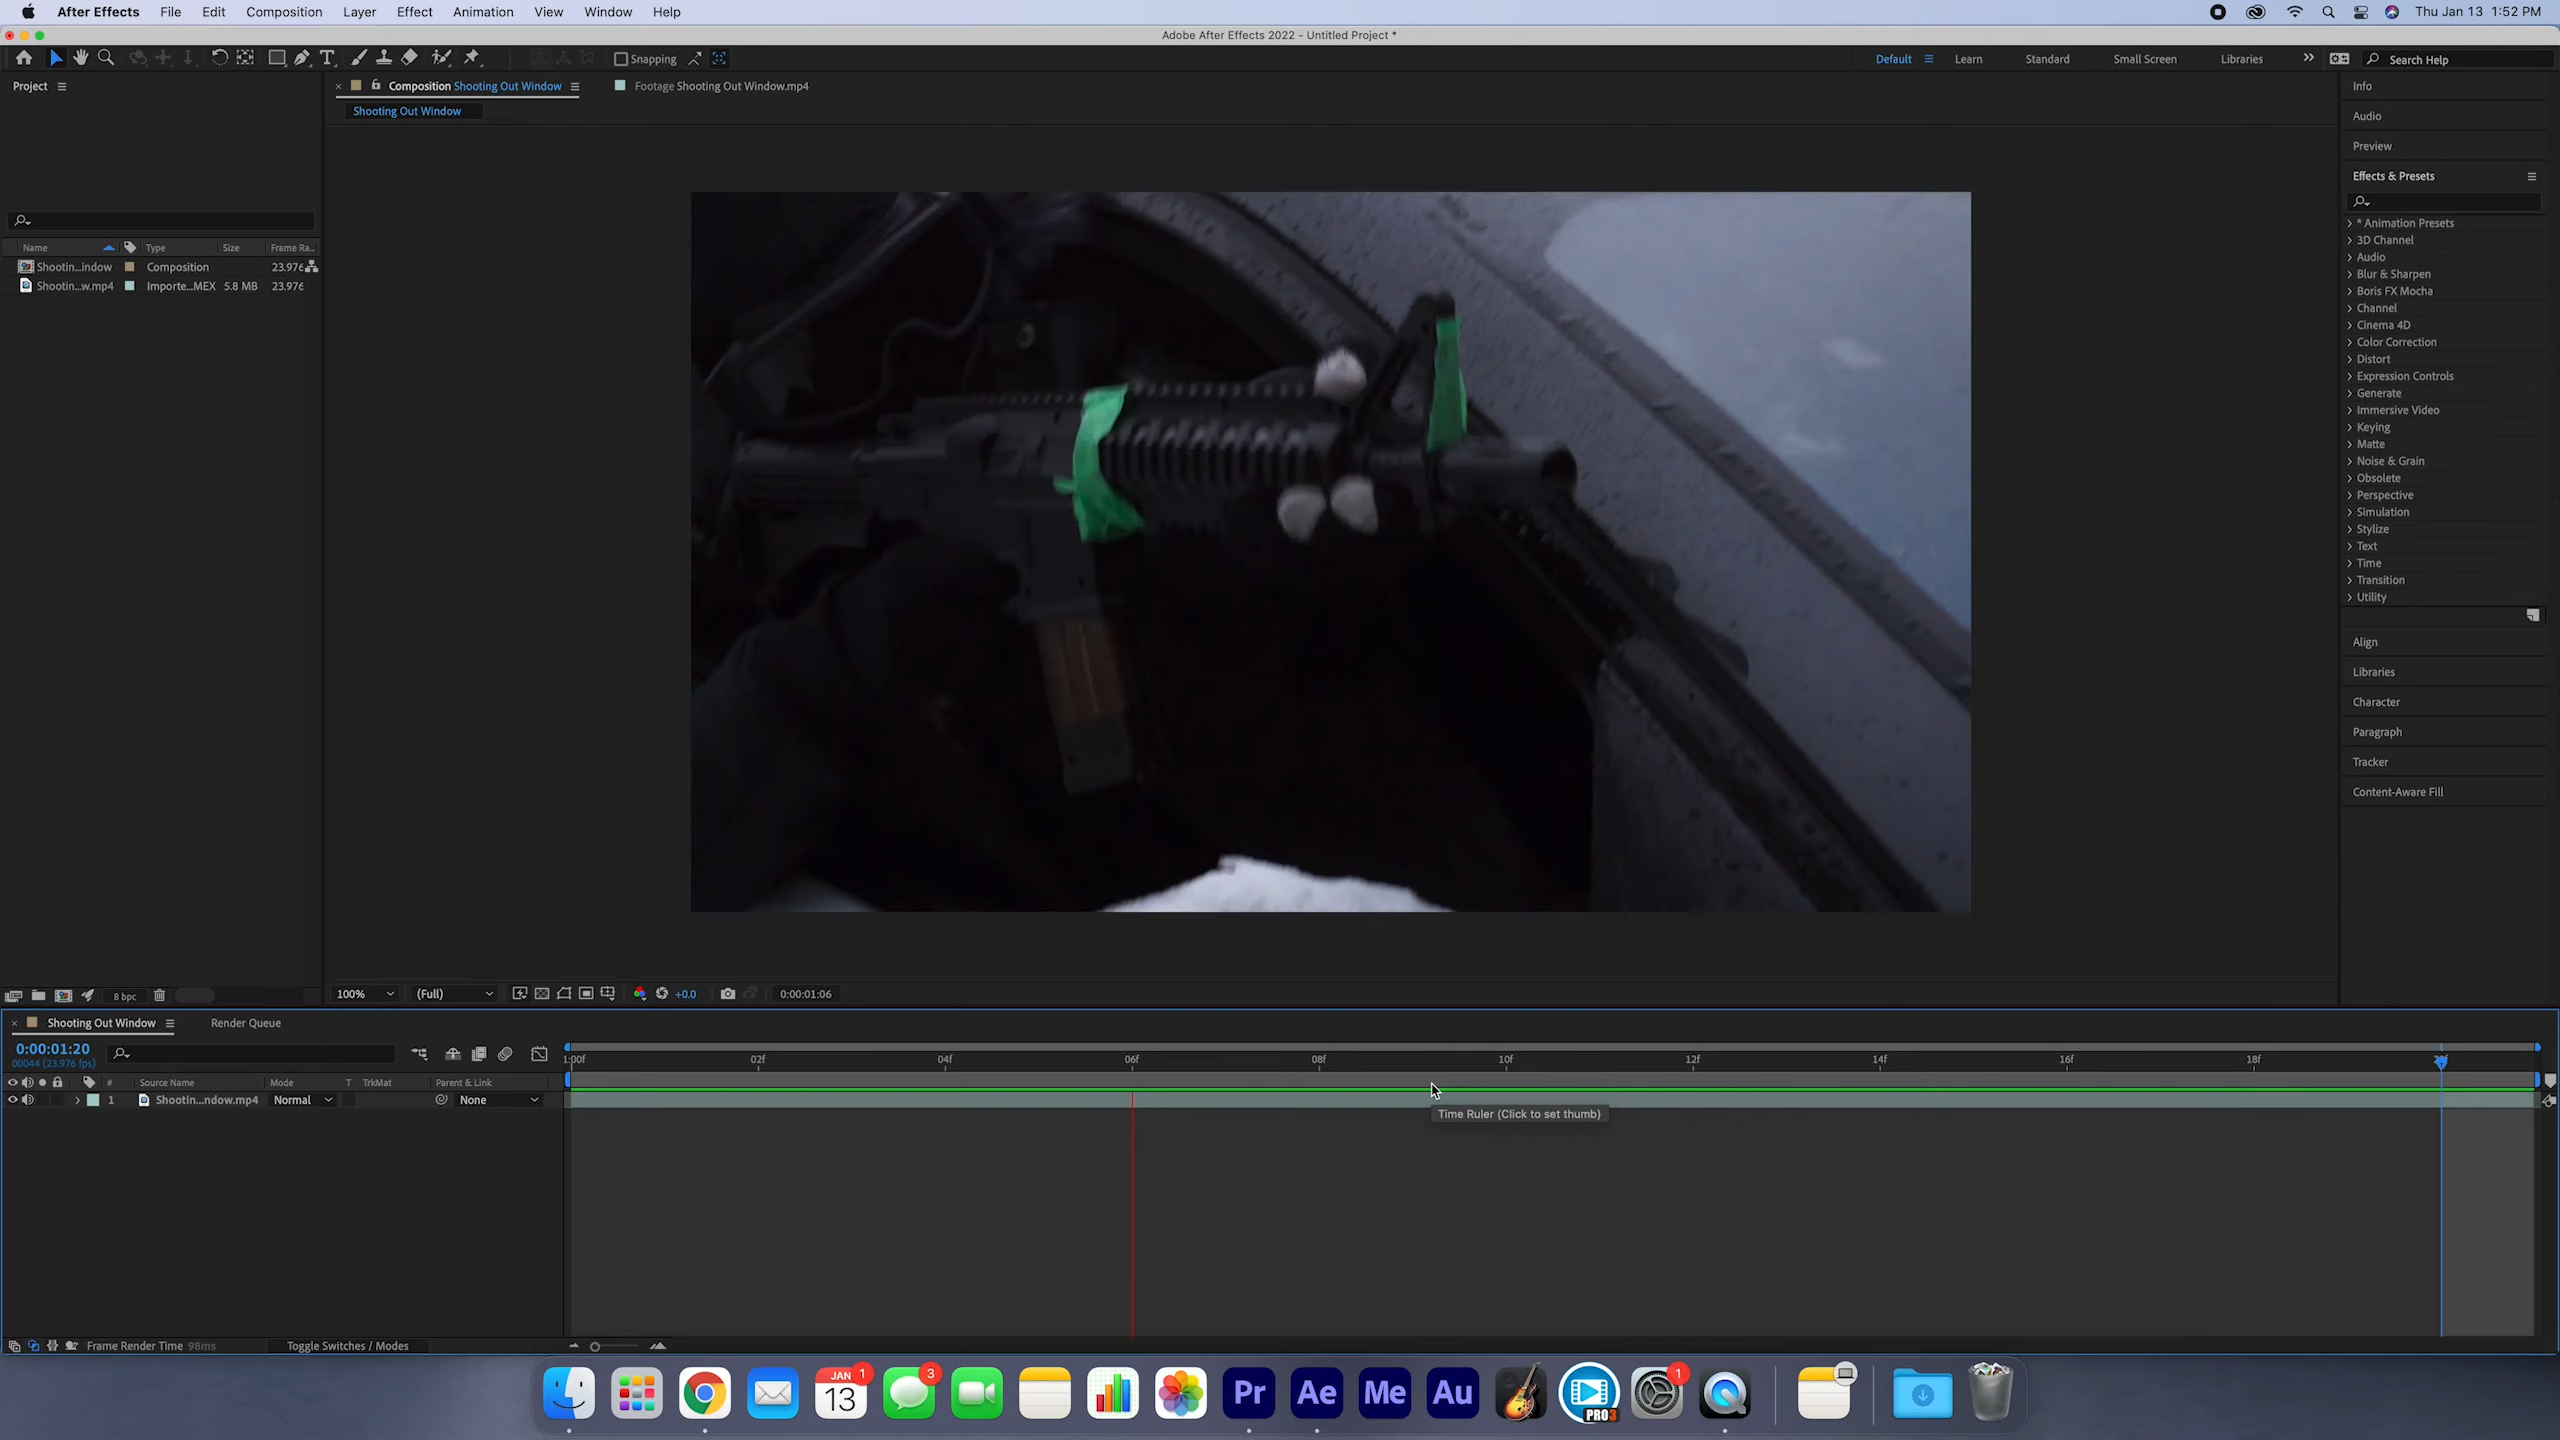 After Effects File Edit Composition Layer Effect Animation View Window Help Thu Jan 13 1:52 PM
Adobe After Effects 2022 - Untitled Project *
T Snapping Default Learn Standard Small Screen Libraries Search Help
Project
Composition Shooting Out Window
Footage Shooting Out Window.mp4
Shooting Out Window
Name Type Size Frame Ra...
Shootin...indow Composition 23.976
Shootin...w.mp4 Importe...MEX 5.8 MB 23.976
Info
Audio
Preview
Effects & Presets
* Animation Presets
3D Channel
Audio
Blur & Sharpen
Boris FX Mocha
Channel
Cinema 4D
Color Correction
Distort
Expression Controls
Generate
Immersive Video
Keying
Matte
Noise & Grain
Obsolete
Perspective
Simulation
Stylize
Text
Time
Transition
Utility
Align
Libraries
Character
Paragraph
Tracker
Content-Aware Fill
8 bpc
100% (Full) +0.0 0:00:01:06
Shooting Out Window Render Queue
0:00:01:20
00044 (23.976 fps)
1:00f 02f 04f 06f 08f 10f 12f 14f 16f 18f
# Source Name Mode T TrkMat Parent & Link
1 Shootin...ndow.mp4 Normal None
Time Ruler (Click to set thumb)
Frame Render Time 98ms Toggle Switches / Modes
JAN 13 1 3 Pr Ae Me Au PRO3 1